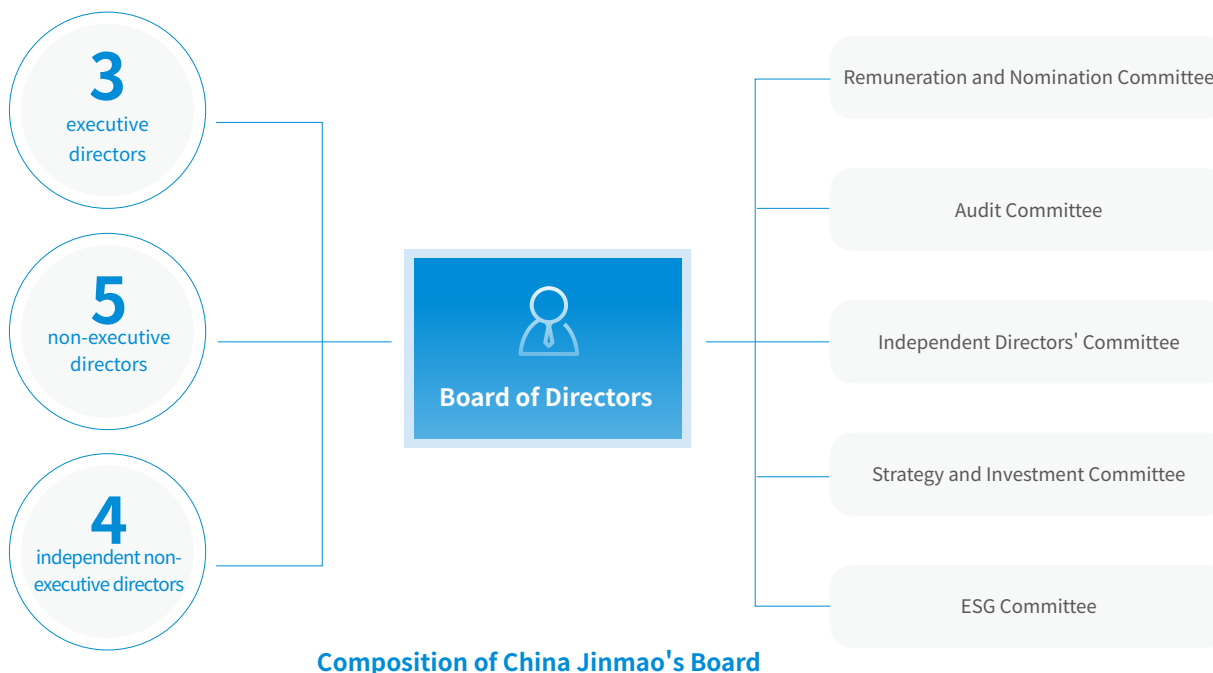 3
executive
directors
5
non-executive
directors
4
independent non-
executive directors
Board of Directors
Remuneration and Nomination Committee
Audit Committee
Independent Directors' Committee
Strategy and Investment Committee
ESG Committee
Composition of China Jinmao's Board